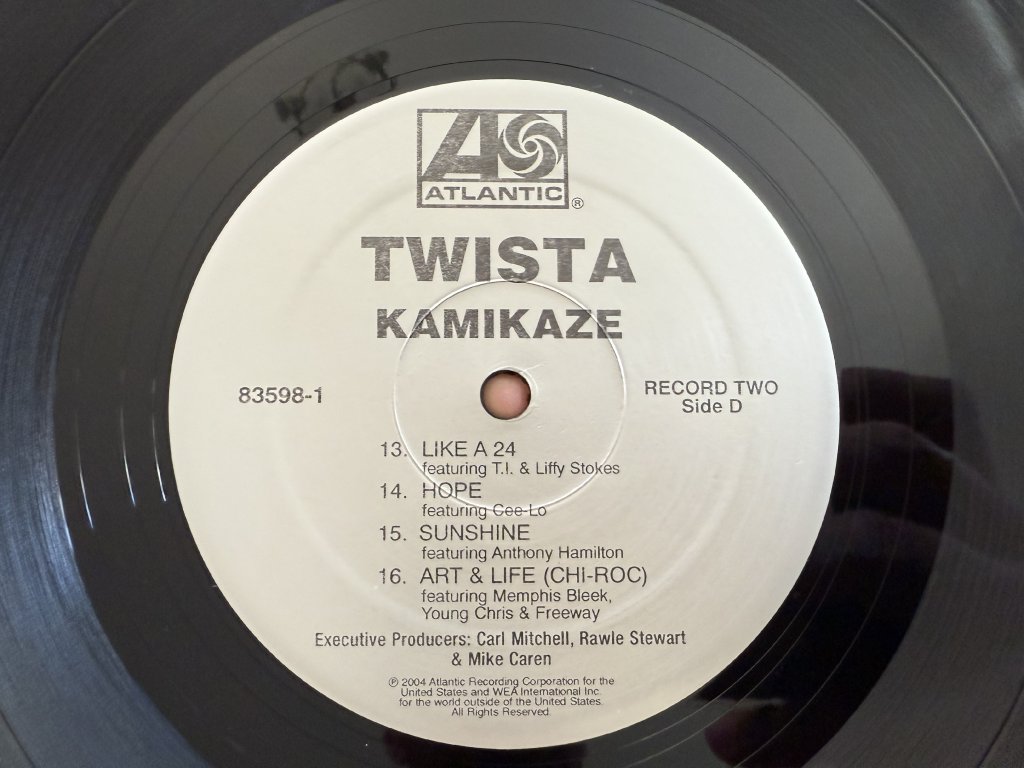 ATLANTIC ®
TWISTA
KAMIKAZE
83598-1
RECORD TWO
Side D
13. LIKE A 24
featuring T.I. & Liffy Stokes
14. HOPE
featuring Cee-Lo
15. SUNSHINE
featuring Anthony Hamilton
16. ART & LIFE (CHI-ROC)
featuring Memphis Bleek,
Young Chris & Freeway
Executive Producers: Carl Mitchell, Rawle Stewart
& Mike Caren
℗ 2004 Atlantic Recording Corporation for the
United States and WEA International Inc.
for the world outside of the United States.
All Rights Reserved.